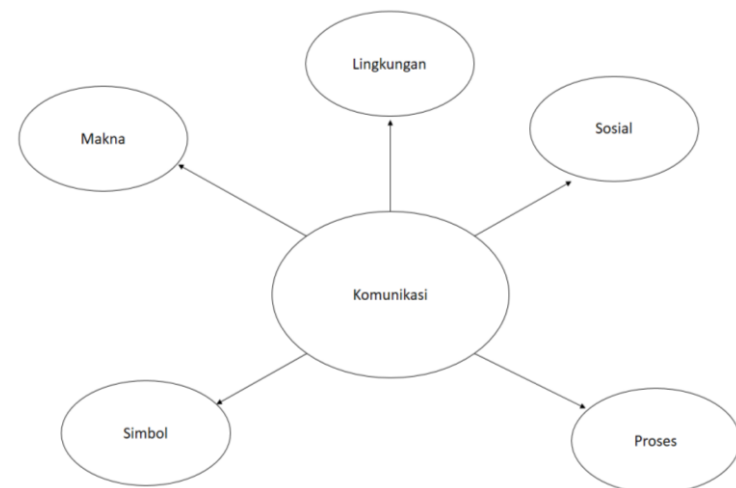 Lingkungan
Makna
Sosial
Komunikasi
Simbol
Proses